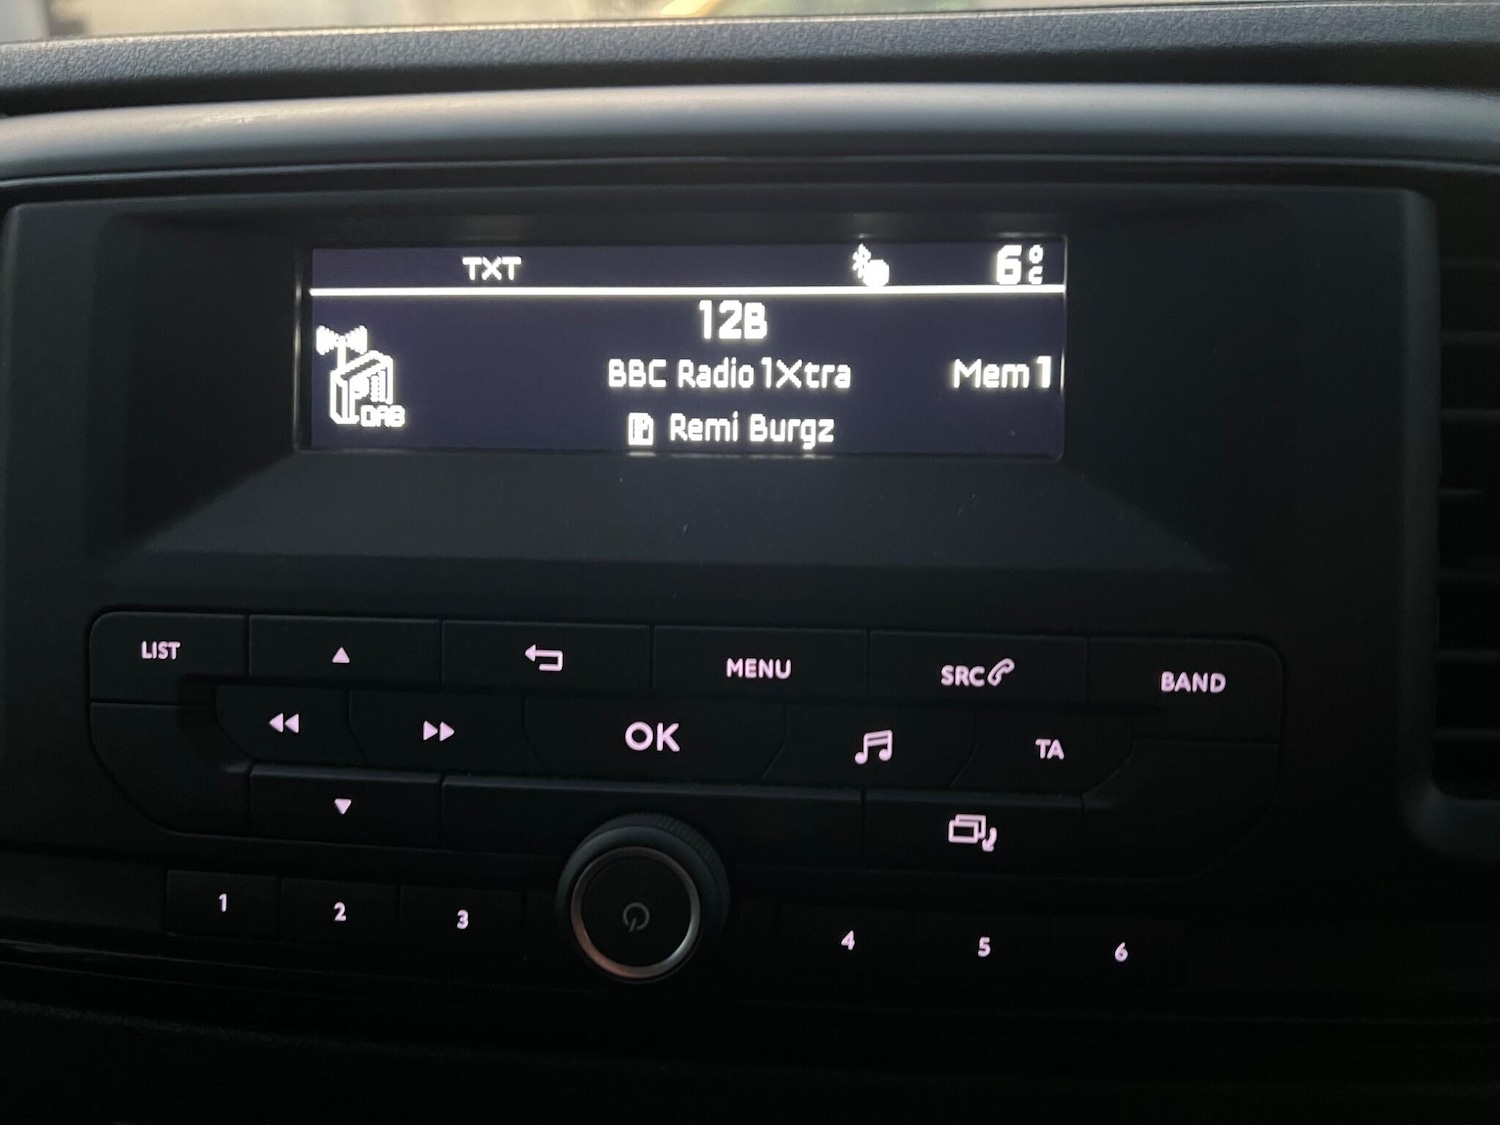 TXT 6°C
12B
DAB BBC Radio 1Xtra Mem 1
Remi Burgz
LIST MENU SRC BAND
OK TA
1 2 3 4 5 6